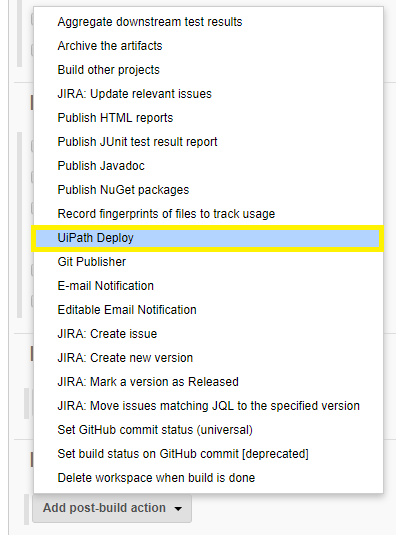 Aggregate downstream test results
Archive the artifacts
Build other projects
JIRA: Update relevant issues
Publish HTML reports
Publish JUnit test result report
Publish Javadoc
Publish NuGet packages
Record fingerprints of files to track usage
UiPath Deploy
Git Publisher
E-mail Notification
Editable Email Notification
JIRA: Create issue
JIRA: Create new version
JIRA: Mark a version as Released
JIRA: Move issues matching JQL to the specified version
Set GitHub commit status (universal)
Set build status on GitHub commit [deprecated]
Delete workspace when build is done
Add post-build action